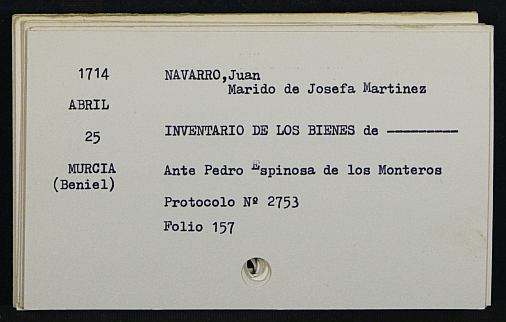 1714
ABRIL
25
MURCIA
(Beniel)
NAVARRO,Juan
Marido de Josefa Martinez
INVENTARIO DE LOS BIENES de ---------
Ante Pedro Espinosa de los Monteros
Protocolo Nº 2753
Folio 157